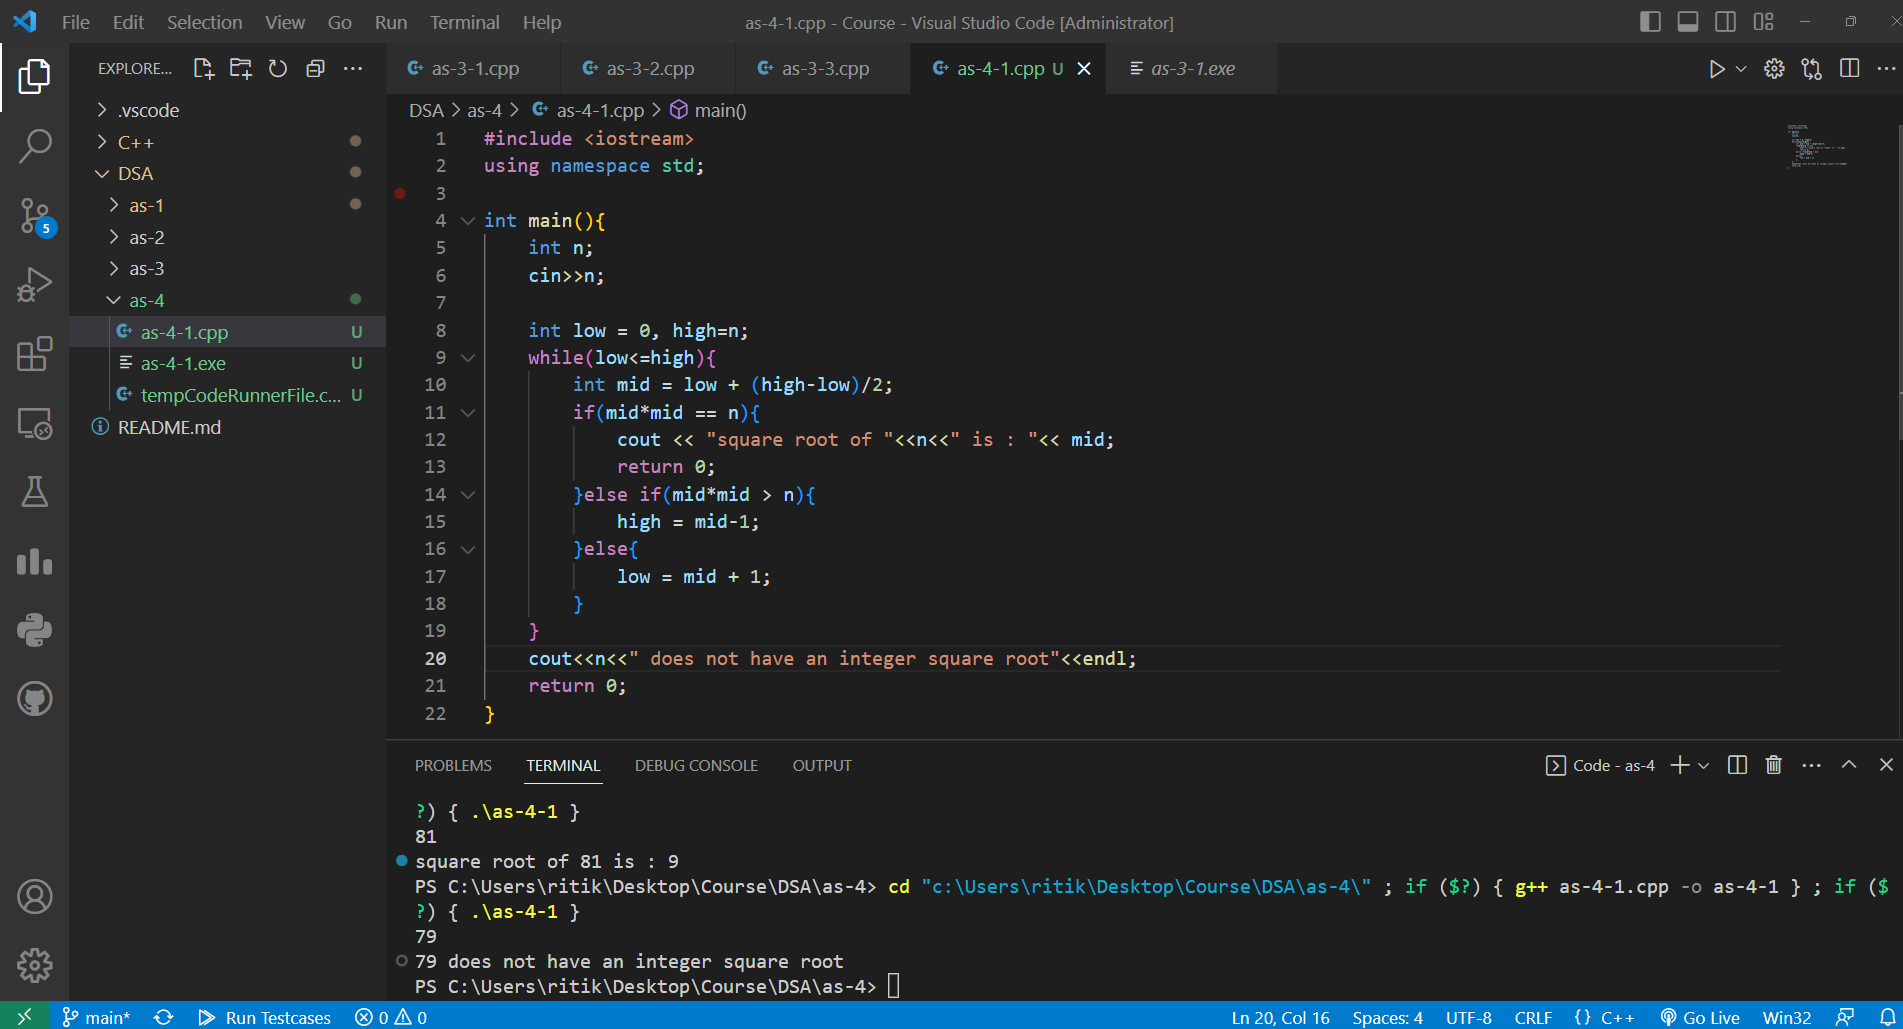 File Edit Selection View Go Run Terminal Help as-4-1.cpp - Course - Visual Studio Code [Administrator]
EXPLORE...
.vscode
C++
DSA
as-1
as-2
as-3
as-4
as-4-1.cpp U
as-4-1.exe U
tempCodeRunnerFile.c... U
README.md
5
as-3-1.cpp as-3-2.cpp as-3-3.cpp as-4-1.cpp U as-3-1.exe
DSA > as-4 > as-4-1.cpp > main()
1 #include <iostream>
2 using namespace std;
3
4 int main(){
5 int n;
6 cin>>n;
7
8 int low = 0, high=n;
9 while(low<=high){
10 int mid = low + (high-low)/2;
11 if(mid*mid == n){
12 cout << "square root of "<<n<<" is : "<< mid;
13 return 0;
14 }else if(mid*mid > n){
15 high = mid-1;
16 }else{
17 low = mid + 1;
18 }
19 }
20 cout<<n<<" does not have an integer square root"<<endl;
21 return 0;
22 }
PROBLEMS TERMINAL DEBUG CONSOLE OUTPUT Code - as-4
?) { .\as-4-1 }
81
square root of 81 is : 9
PS C:\Users\ritik\Desktop\Course\DSA\as-4> cd "c:\Users\ritik\Desktop\Course\DSA\as-4\" ; if ($?) { g++ as-4-1.cpp -o as-4-1 } ; if ($
?) { .\as-4-1 }
79
79 does not have an integer square root
PS C:\Users\ritik\Desktop\Course\DSA\as-4>
main* Run Testcases 0 0 Ln 20, Col 16 Spaces: 4 UTF-8 CRLF {} C++ Go Live Win32